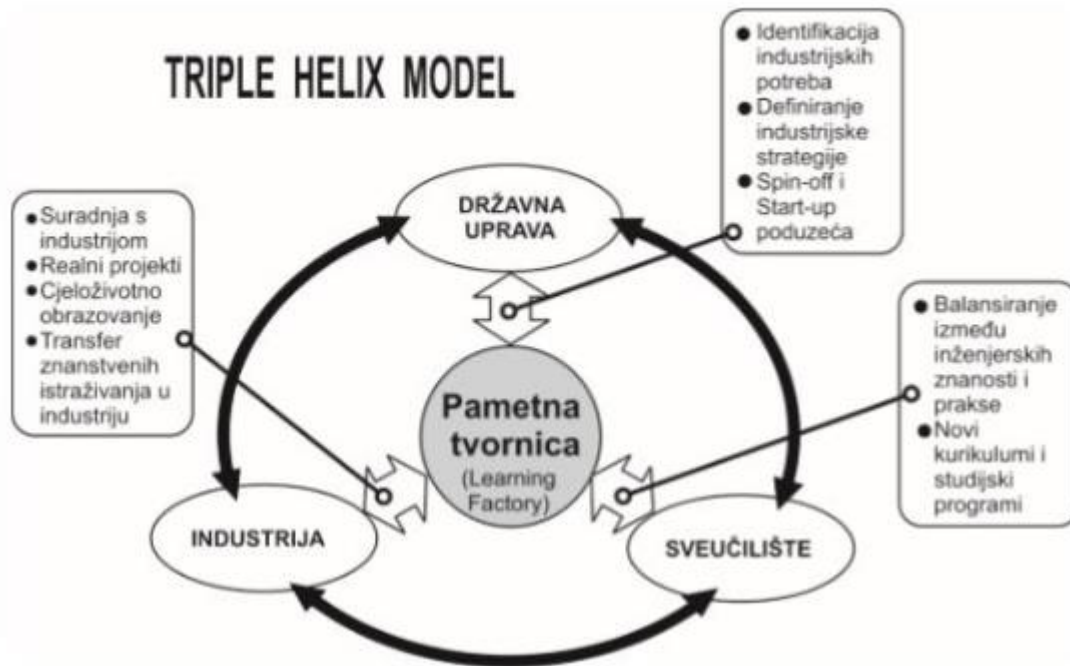 TRIPLE HELIX MODEL
● Identifikacija
industrijskih
potreba
● Definiranje
industrijske
strategije
● Spin-off i
Start-up
poduzeća
DRŽAVNA
UPRAVA
● Suradnja s
industrijom
● Realni projekti
● Cjeloživotno
obrazovanje
● Transfer
znanstvenih
istraživanja u
industriju
● Balansiranje
između
inženjerskih
znanosti i
prakse
● Novi
kurikulumi i
studijski
programi
Pametna
tvornica
(Learning
Factory)
INDUSTRIJA
SVEUČILIŠTE